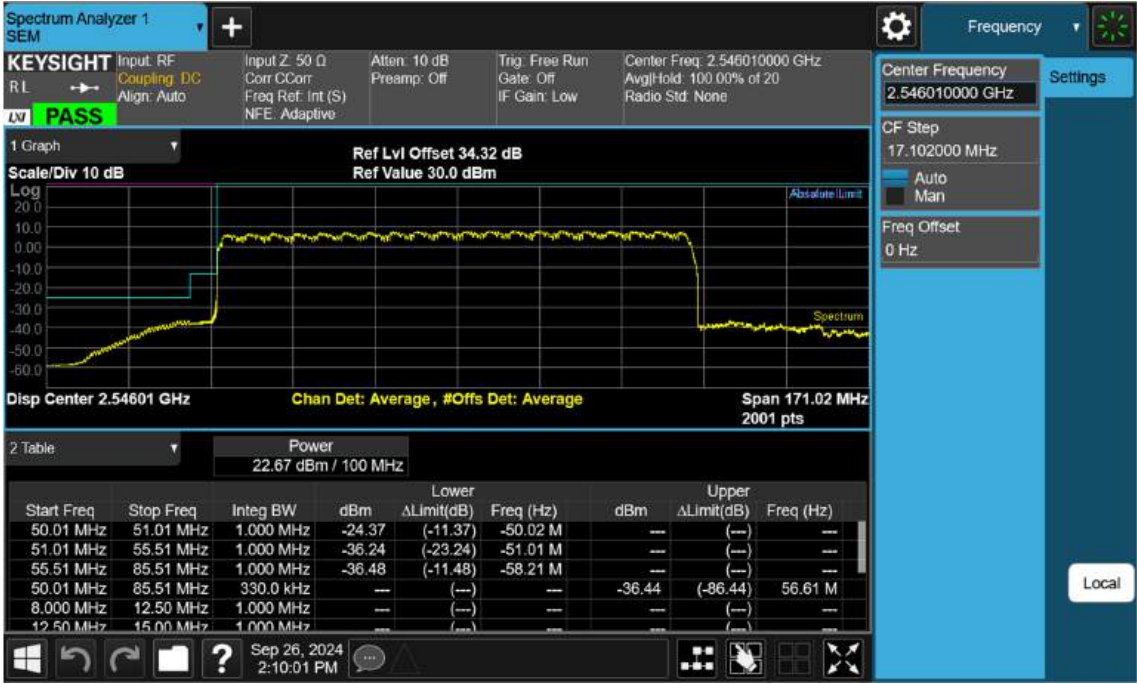 Spectrum Analyzer 1
SEM
Frequency
KEYSIGHT
R L
LXI
PASS
Input: RF
Coupling: DC
Align: Auto
Input Z: 50 Ω
Corr CCorr
Freq Ref: Int (S)
NFE: Adaptive
Atten: 10 dB
Preamp: Off
Trig: Free Run
Gate: Off
IF Gain: Low
Center Freq: 2.546010000 GHz
Avg|Hold: 100.00% of 20
Radio Std: None
Center Frequency
2.546010000 GHz
Settings
CF Step
17.102000 MHz
Auto
Man
Freq Offset
0 Hz
Local
1 Graph
Scale/Div 10 dB
Ref Lvl Offset 34.32 dB
Ref Value 30.0 dBm
Log
20.0
10.0
0.00
-10.0
-20.0
-30.0
-40.0
-50.0
-60.0
Absolute Limit
Spectrum
Disp Center 2.54601 GHz
Chan Det: Average, #Offs Det: Average
Span 171.02 MHz
2001 pts
2 Table
Power
22.67 dBm / 100 MHz
Lower Upper
Start Freq Stop Freq Integ BW dBm ΔLimit(dB) Freq (Hz) dBm ΔLimit(dB) Freq (Hz)
50.01 MHz 51.01 MHz 1.000 MHz -24.37 (-11.37) -50.02 M --- (---) ---
51.01 MHz 55.51 MHz 1.000 MHz -36.24 (-23.24) -51.01 M --- (---) ---
55.51 MHz 85.51 MHz 1.000 MHz -36.48 (-11.48) -58.21 M --- (---) ---
50.01 MHz 85.51 MHz 330.0 kHz --- (---) --- -36.44 (-86.44) 56.61 M
8.000 MHz 12.50 MHz 1.000 MHz --- (---) --- --- (---) ---
12.50 MHz 15.00 MHz 1.000 MHz --- (---) --- --- (---) ---
Sep 26, 2024
2:10:01 PM